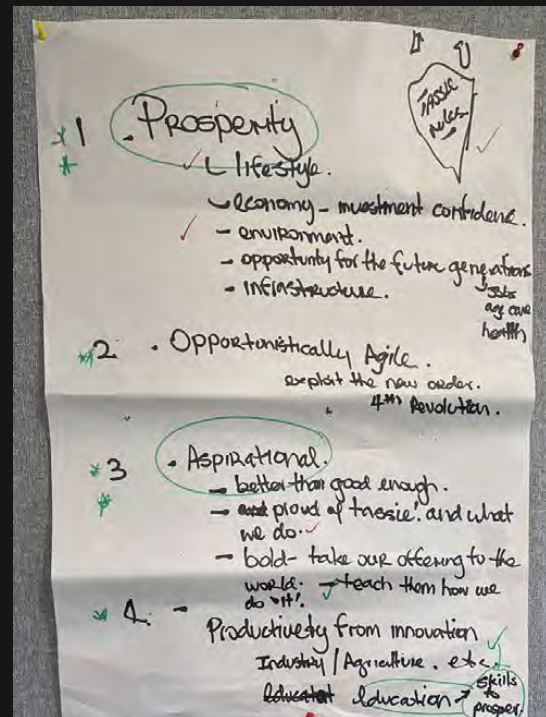 TASSIE
RULES
1 . PROSPERITY
lifestyle.
economy - investment confidence.
- environment.
- opportunity for the future generations
Jobs
age care
health
- infrastructure.
2 . Opportunistically Agile.
exploit the new order.
4th Revolution.
3 . ASPIRATIONAL.
- better than good enough.
- proud of 'tassie'. and what
we do.
- bold - take our offering to the
world. → teach them how we
do 'it'.
4. - Productivety from innovation
Industry / Agriculture. etc.
Education → skills
to
prosper.